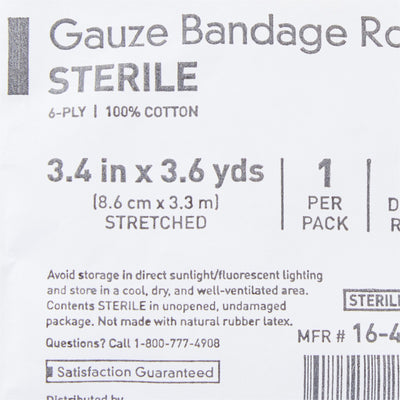 Gauze Bandage Ro
STERILE
6-PLY | 100% COTTON
3.4 in x 3.6 yds
(8.6 cm x 3.3 m)
STRETCHED
1
PER
PACK
D
R
Avoid storage in direct sunlight/fluorescent lighting
and store in a cool, dry, and well-ventilated area.
Contents STERILE in unopened, undamaged
package. Not made with natural rubber latex.
Questions? Call 1-800-777-4908
STERIL
MFR # 16-4
Satisfaction Guaranteed
Distributed by